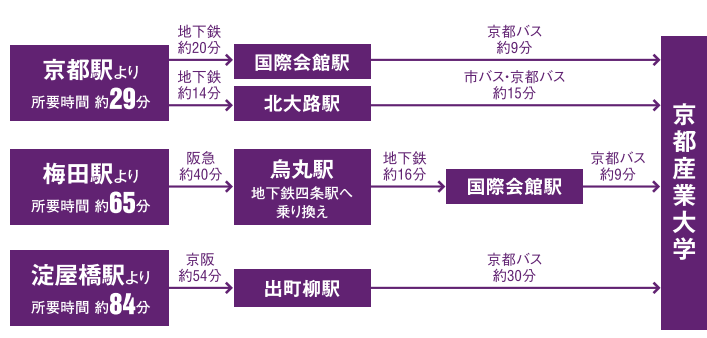 京都駅より
所要時間 約29分
地下鉄
約20分
国際会館駅
京都バス
約9分
地下鉄
約14分
北大路駅
市バス・京都バス
約15分
梅田駅より
所要時間 約65分
阪急
約40分
烏丸駅
地下鉄四条駅へ
乗り換え
地下鉄
約16分
国際会館駅
京都バス
約9分
淀屋橋駅より
所要時間 約84分
京阪
約54分
出町柳駅
京都バス
約30分
京都産業大学